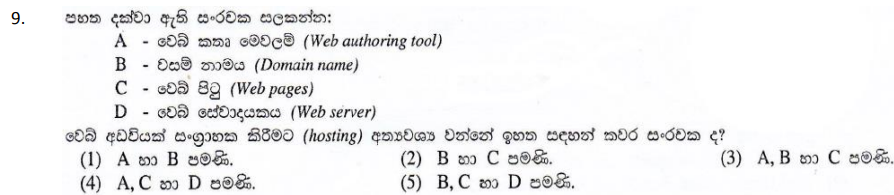 9. පහත දක්වා ඇති සංරචක සලකන්න:
A - වෙබ් කතෘ මෙවලම් (Web authoring tool)
B - වසම් නාමය (Domain name)
C - වෙබ් පිටු (Web pages)
D - වෙබ් සේවාදායකය (Web server)
වෙබ් අඩවියක් සංග්‍රාහක කිරීමට (hosting) අත්‍යවශ්‍ය වන්නේ ඉහත සඳහන් කවර සංරචක ද?
(1) A හා B පමණි. (2) B හා C පමණි. (3) A, B හා C පමණි.
(4) A, C හා D පමණි. (5) B, C හා D පමණි.